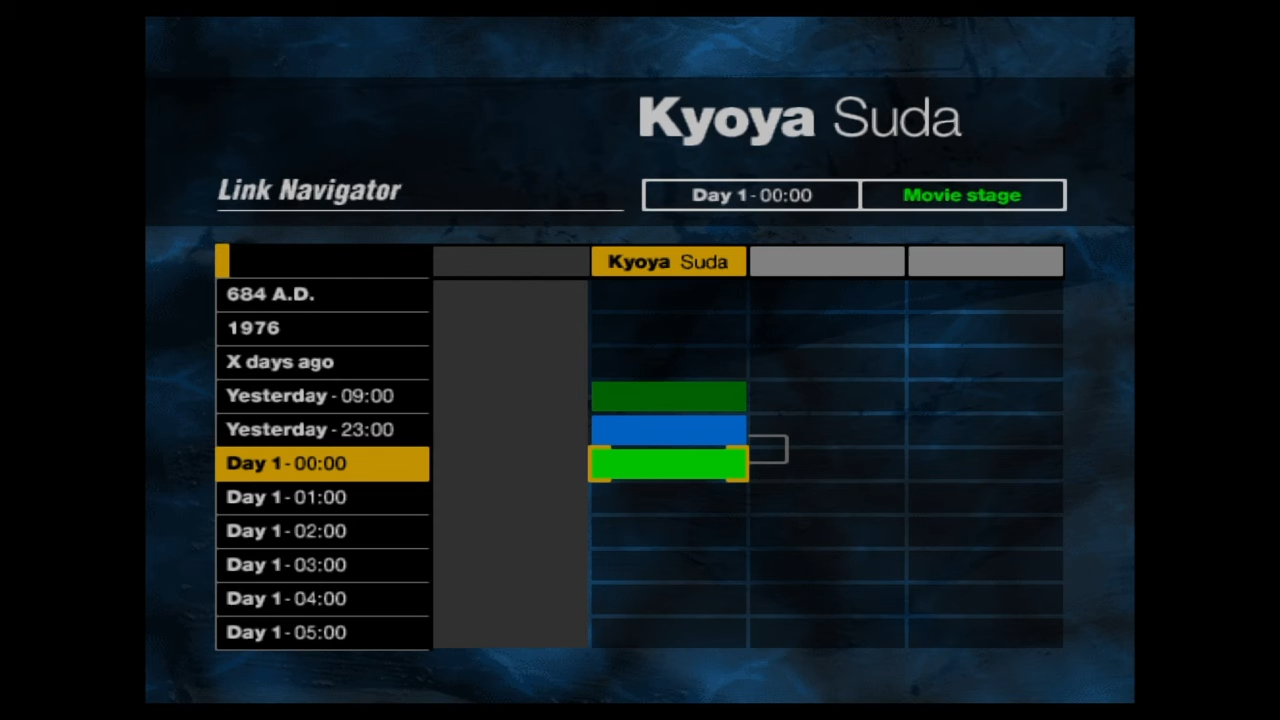 Kyoya Suda
Link Navigator
Day 1 - 00:00
Movie stage
Kyoya Suda
684 A.D.
1976
X days ago
Yesterday - 09:00
Yesterday - 23:00
Day 1 - 00:00
Day 1 - 01:00
Day 1 - 02:00
Day 1 - 03:00
Day 1 - 04:00
Day 1 - 05:00